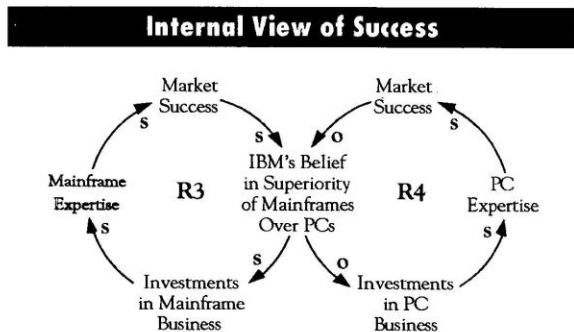 Internal View of Success
Market
Success
s
s
Mainframe
Expertise
R3
s
Investments
in Mainframe
Business
s
IBM's Belief
in Superiority
of Mainframes
Over PCs
Market
Success
o
s
R4
PC
Expertise
s
o
Investments
in PC
Business